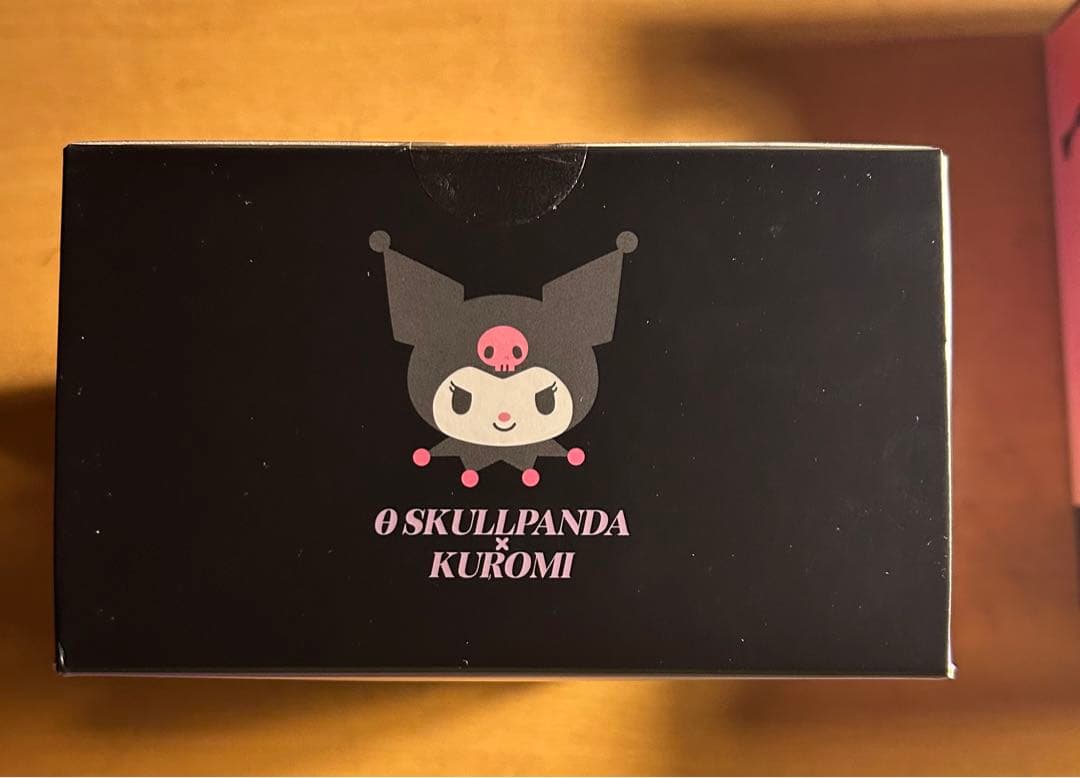 θ SKULLPANDA
×
KUROMI